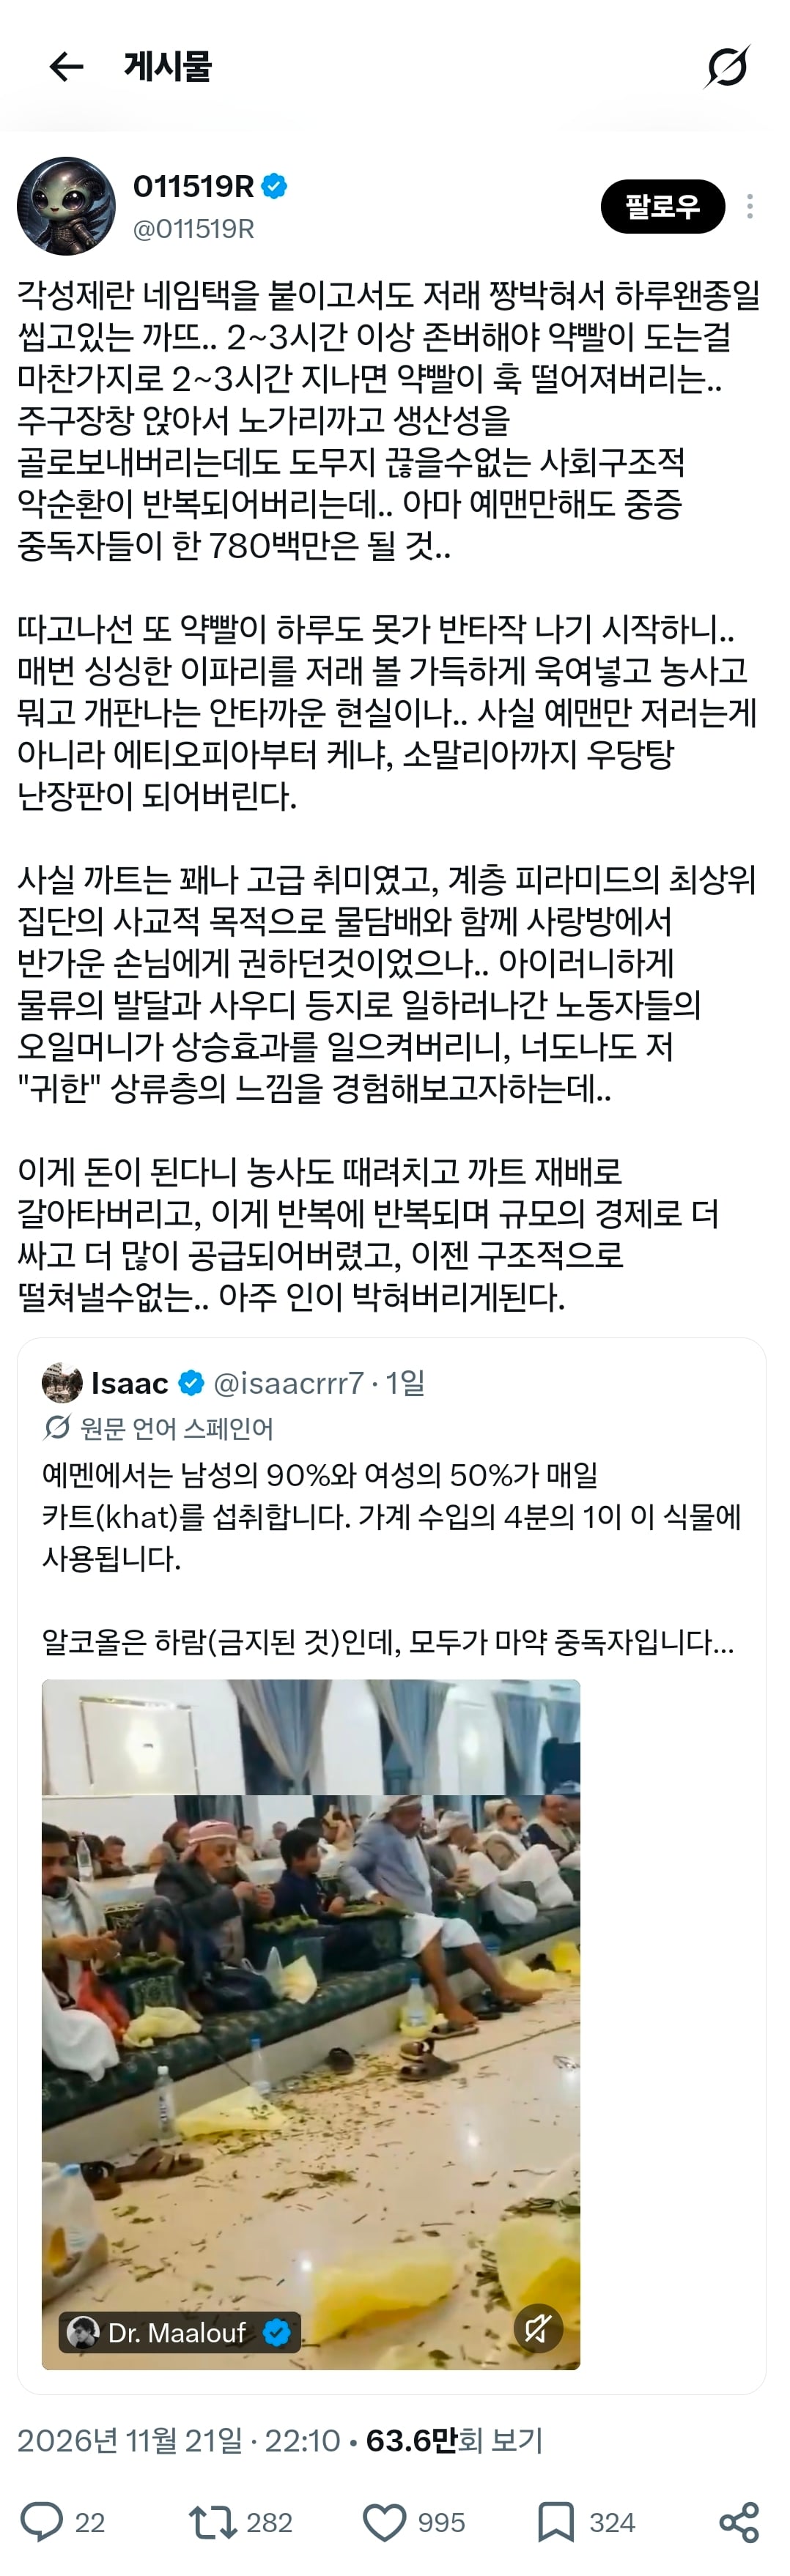 게시물
011519R
@011519R
팔로우
각성제란 네임택을 붙이고서도 저래 짱박혀서 하루왠종일
씹고있는 까뜨.. 2~3시간 이상 존버해야 약빨이 도는걸
마찬가지로 2~3시간 지나면 약빨이 훅 떨어져버리는..
주구장창 앉아서 노가리까고 생산성을
골로보내버리는데도 도무지 끊을수없는 사회구조적
악순환이 반복되어버리는데.. 아마 예맨만해도 중증
중독자들이 한 780백만은 될 것..
따고나선 또 약빨이 하루도 못가 반타작 나기 시작하니..
매번 싱싱한 이파리를 저래 볼 가득하게 욱여넣고 농사고
뭐고 개판나는 안타까운 현실이나.. 사실 예맨만 저러는게
아니라 에티오피아부터 케냐, 소말리아까지 우당탕
난장판이 되어버린다.
사실 까트는 꽤나 고급 취미였고, 계층 피라미드의 최상위
집단의 사교적 목적으로 물담배와 함께 사랑방에서
반가운 손님에게 권하던것이었으나.. 아이러니하게
물류의 발달과 사우디 등지로 일하러나간 노동자들의
오일머니가 상승효과를 일으켜버리니, 너도나도 저
"귀한" 상류층의 느낌을 경험해보고자하는데..
이게 돈이 된다니 농사도 때려치고 까트 재배로
갈아타버리고, 이게 반복에 반복되며 규모의 경제로 더
싸고 더 많이 공급되어버렸고, 이젠 구조적으로
떨쳐낼수없는.. 아주 인이 박혀버리게된다.
Isaac @isaacrrr7 · 1일
원문 언어 스페인어
예멘에서는 남성의 90%와 여성의 50%가 매일
카트(khat)를 섭취합니다. 가계 수입의 4분의 1이 이 식물에
사용됩니다.
알코올은 하람(금지된 것)인데, 모두가 마약 중독자입니다...
Dr. Maalouf
2026년 11월 21일 · 22:10 • 63.6만회 보기
22 282 995 324